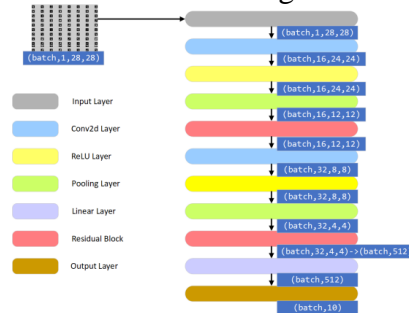 (batch,1,28,28)
(batch,1,28,28)
(batch,16,24,24)
(batch,16,24,24)
(batch,16,12,12)
(batch,16,12,12)
(batch,32,8,8)
(batch,32,8,8)
(batch,32,4,4)
(batch,32,4,4)->(batch,512
(batch,512)
(batch,10)
Input Layer
Conv2d Layer
ReLU Layer
Pooling Layer
Linear Layer
Residual Block
Output Layer